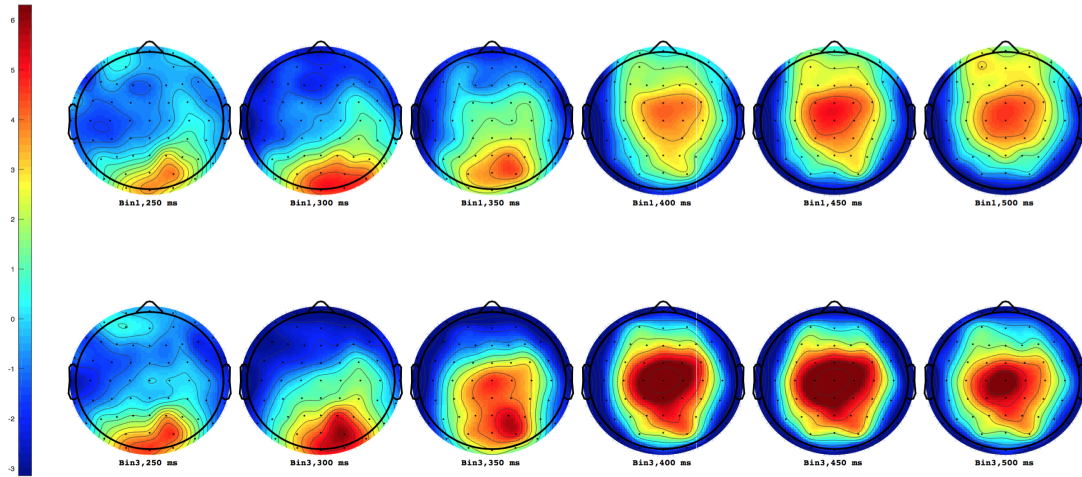 6
5
4
3
2
1
0
-1
-2
-3
Bin1,250 ms
Bin1,300 ms
Bin1,350 ms
Bin1,400 ms
Bin1,450 ms
Bin1,500 ms
Bin3,250 ms
Bin3,300 ms
Bin3,350 ms
Bin3,400 ms
Bin3,450 ms
Bin3,500 ms